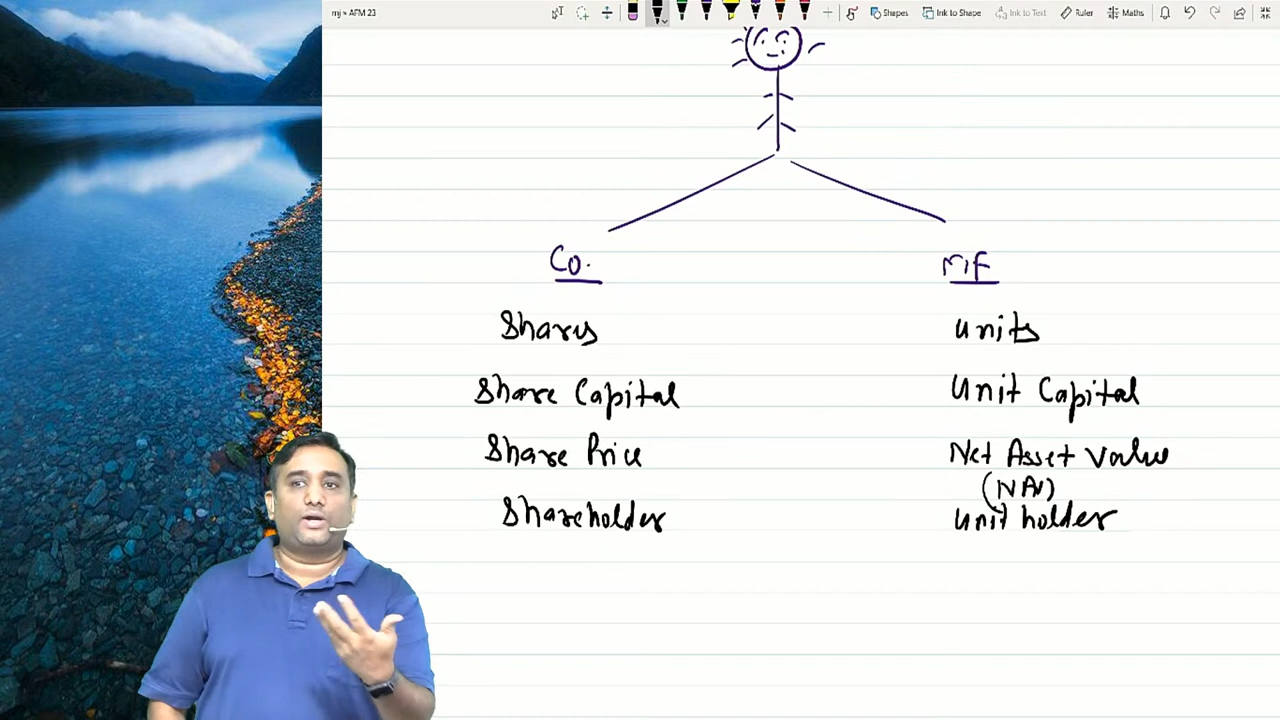 mj » AFM 23
Shapes Ink to Shape Ink to Text Ruler Maths
Co. M.F
Shares Units
Share Capital Unit Capital
Share Price Net Asset Value
(NAV)
Shareholder Unit holder